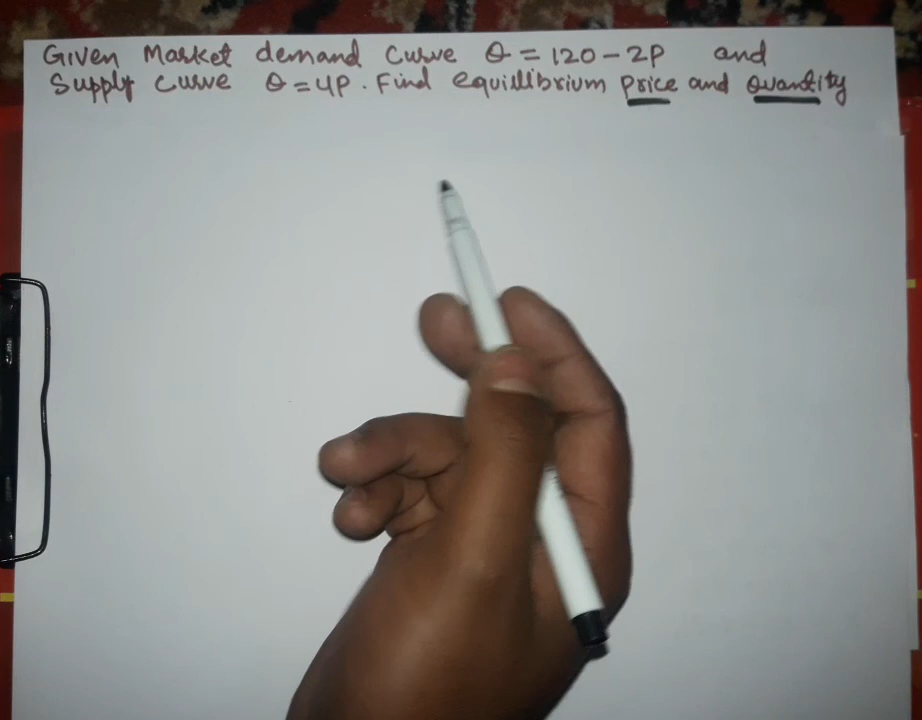 Given Market demand Curve Q = 120 - 2P and
Supply Curve Q = 4P. Find equillibrium price and Quantity